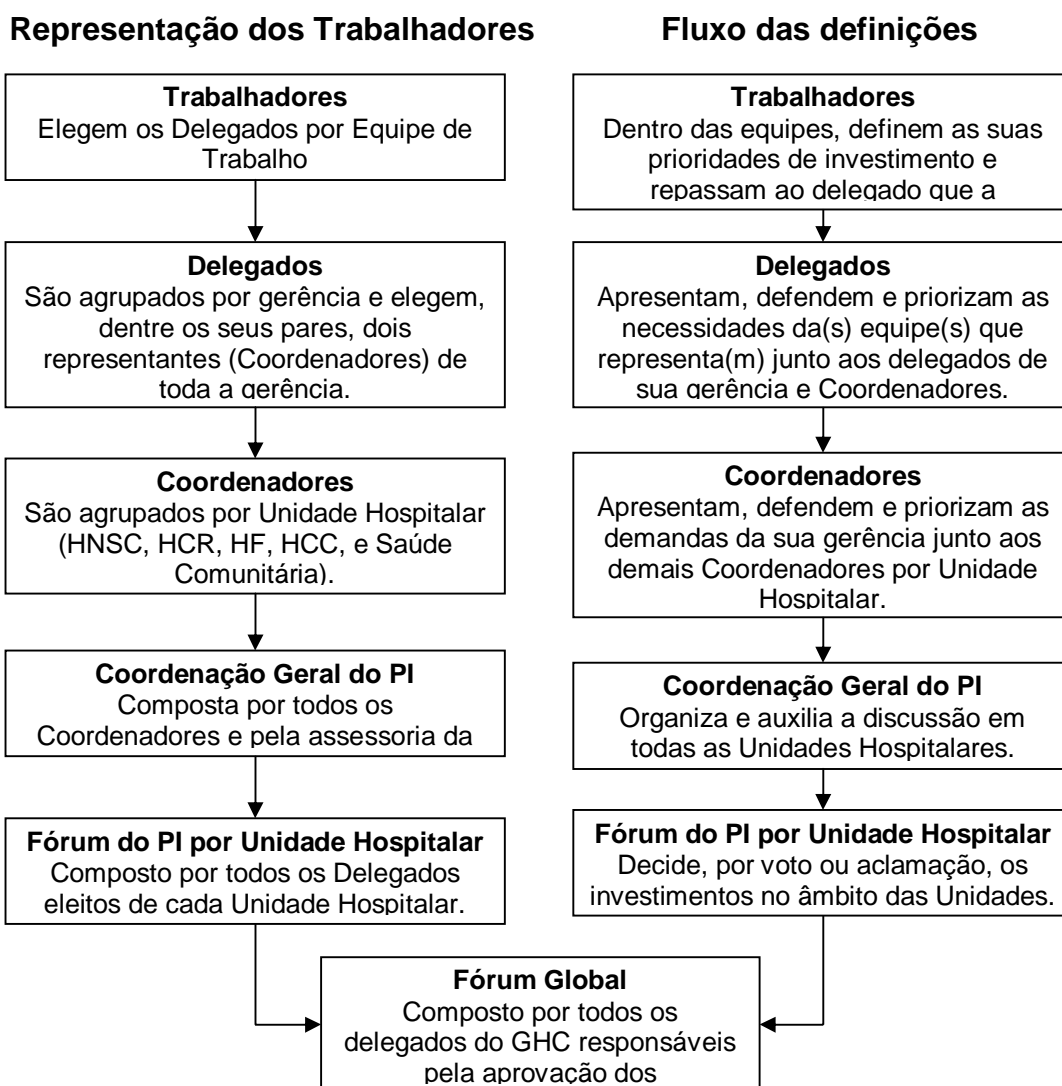 Representação dos Trabalhadores
Trabalhadores
Elegem os Delegados por Equipe de
Trabalho
Delegados
São agrupados por gerência e elegem,
dentre os seus pares, dois
representantes (Coordenadores) de
toda a gerência.
Coordenadores
São agrupados por Unidade Hospitalar
(HNSC, HCR, HF, HCC, e Saúde
Comunitária).
Coordenação Geral do PI
Composta por todos os
Coordenadores e pela assessoria da
Fórum do PI por Unidade Hospitalar
Composto por todos os Delegados
eleitos de cada Unidade Hospitalar.
Fluxo das definições
Trabalhadores
Dentro das equipes, definem as suas
prioridades de investimento e
repassam ao delegado que a
Delegados
Apresentam, defendem e priorizam as
necessidades da(s) equipe(s) que
representa(m) junto aos delegados de
sua gerência e Coordenadores.
Coordenadores
Apresentam, defendem e priorizam as
demandas da sua gerência junto aos
demais Coordenadores por Unidade
Hospitalar.
Coordenação Geral do PI
Organiza e auxilia a discussão em
todas as Unidades Hospitalares.
Fórum do PI por Unidade Hospitalar
Decide, por voto ou aclamação, os
investimentos no âmbito das Unidades.
Fórum Global
Composto por todos os
delegados do GHC responsáveis
pela aprovação dos